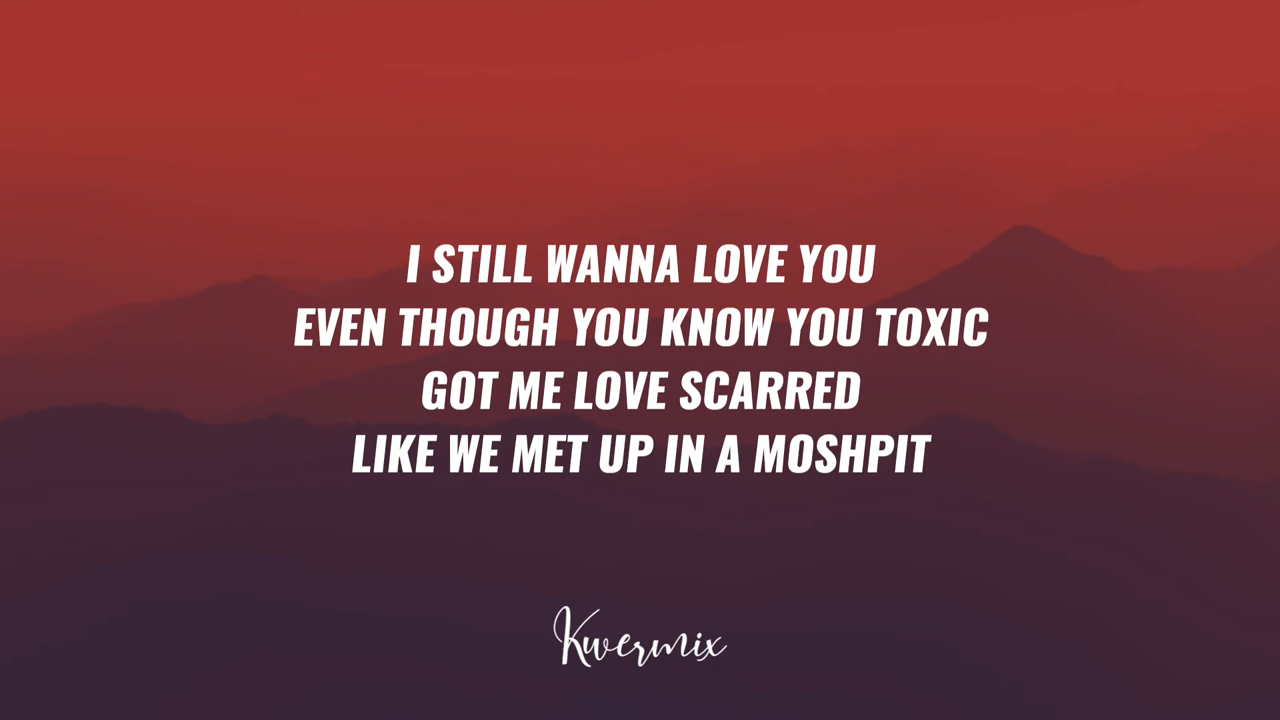 I STILL WANNA LOVE YOU
EVEN THOUGH YOU KNOW YOU TOXIC
GOT ME LOVE SCARRED
LIKE WE MET UP IN A MOSHPIT
Kwermix